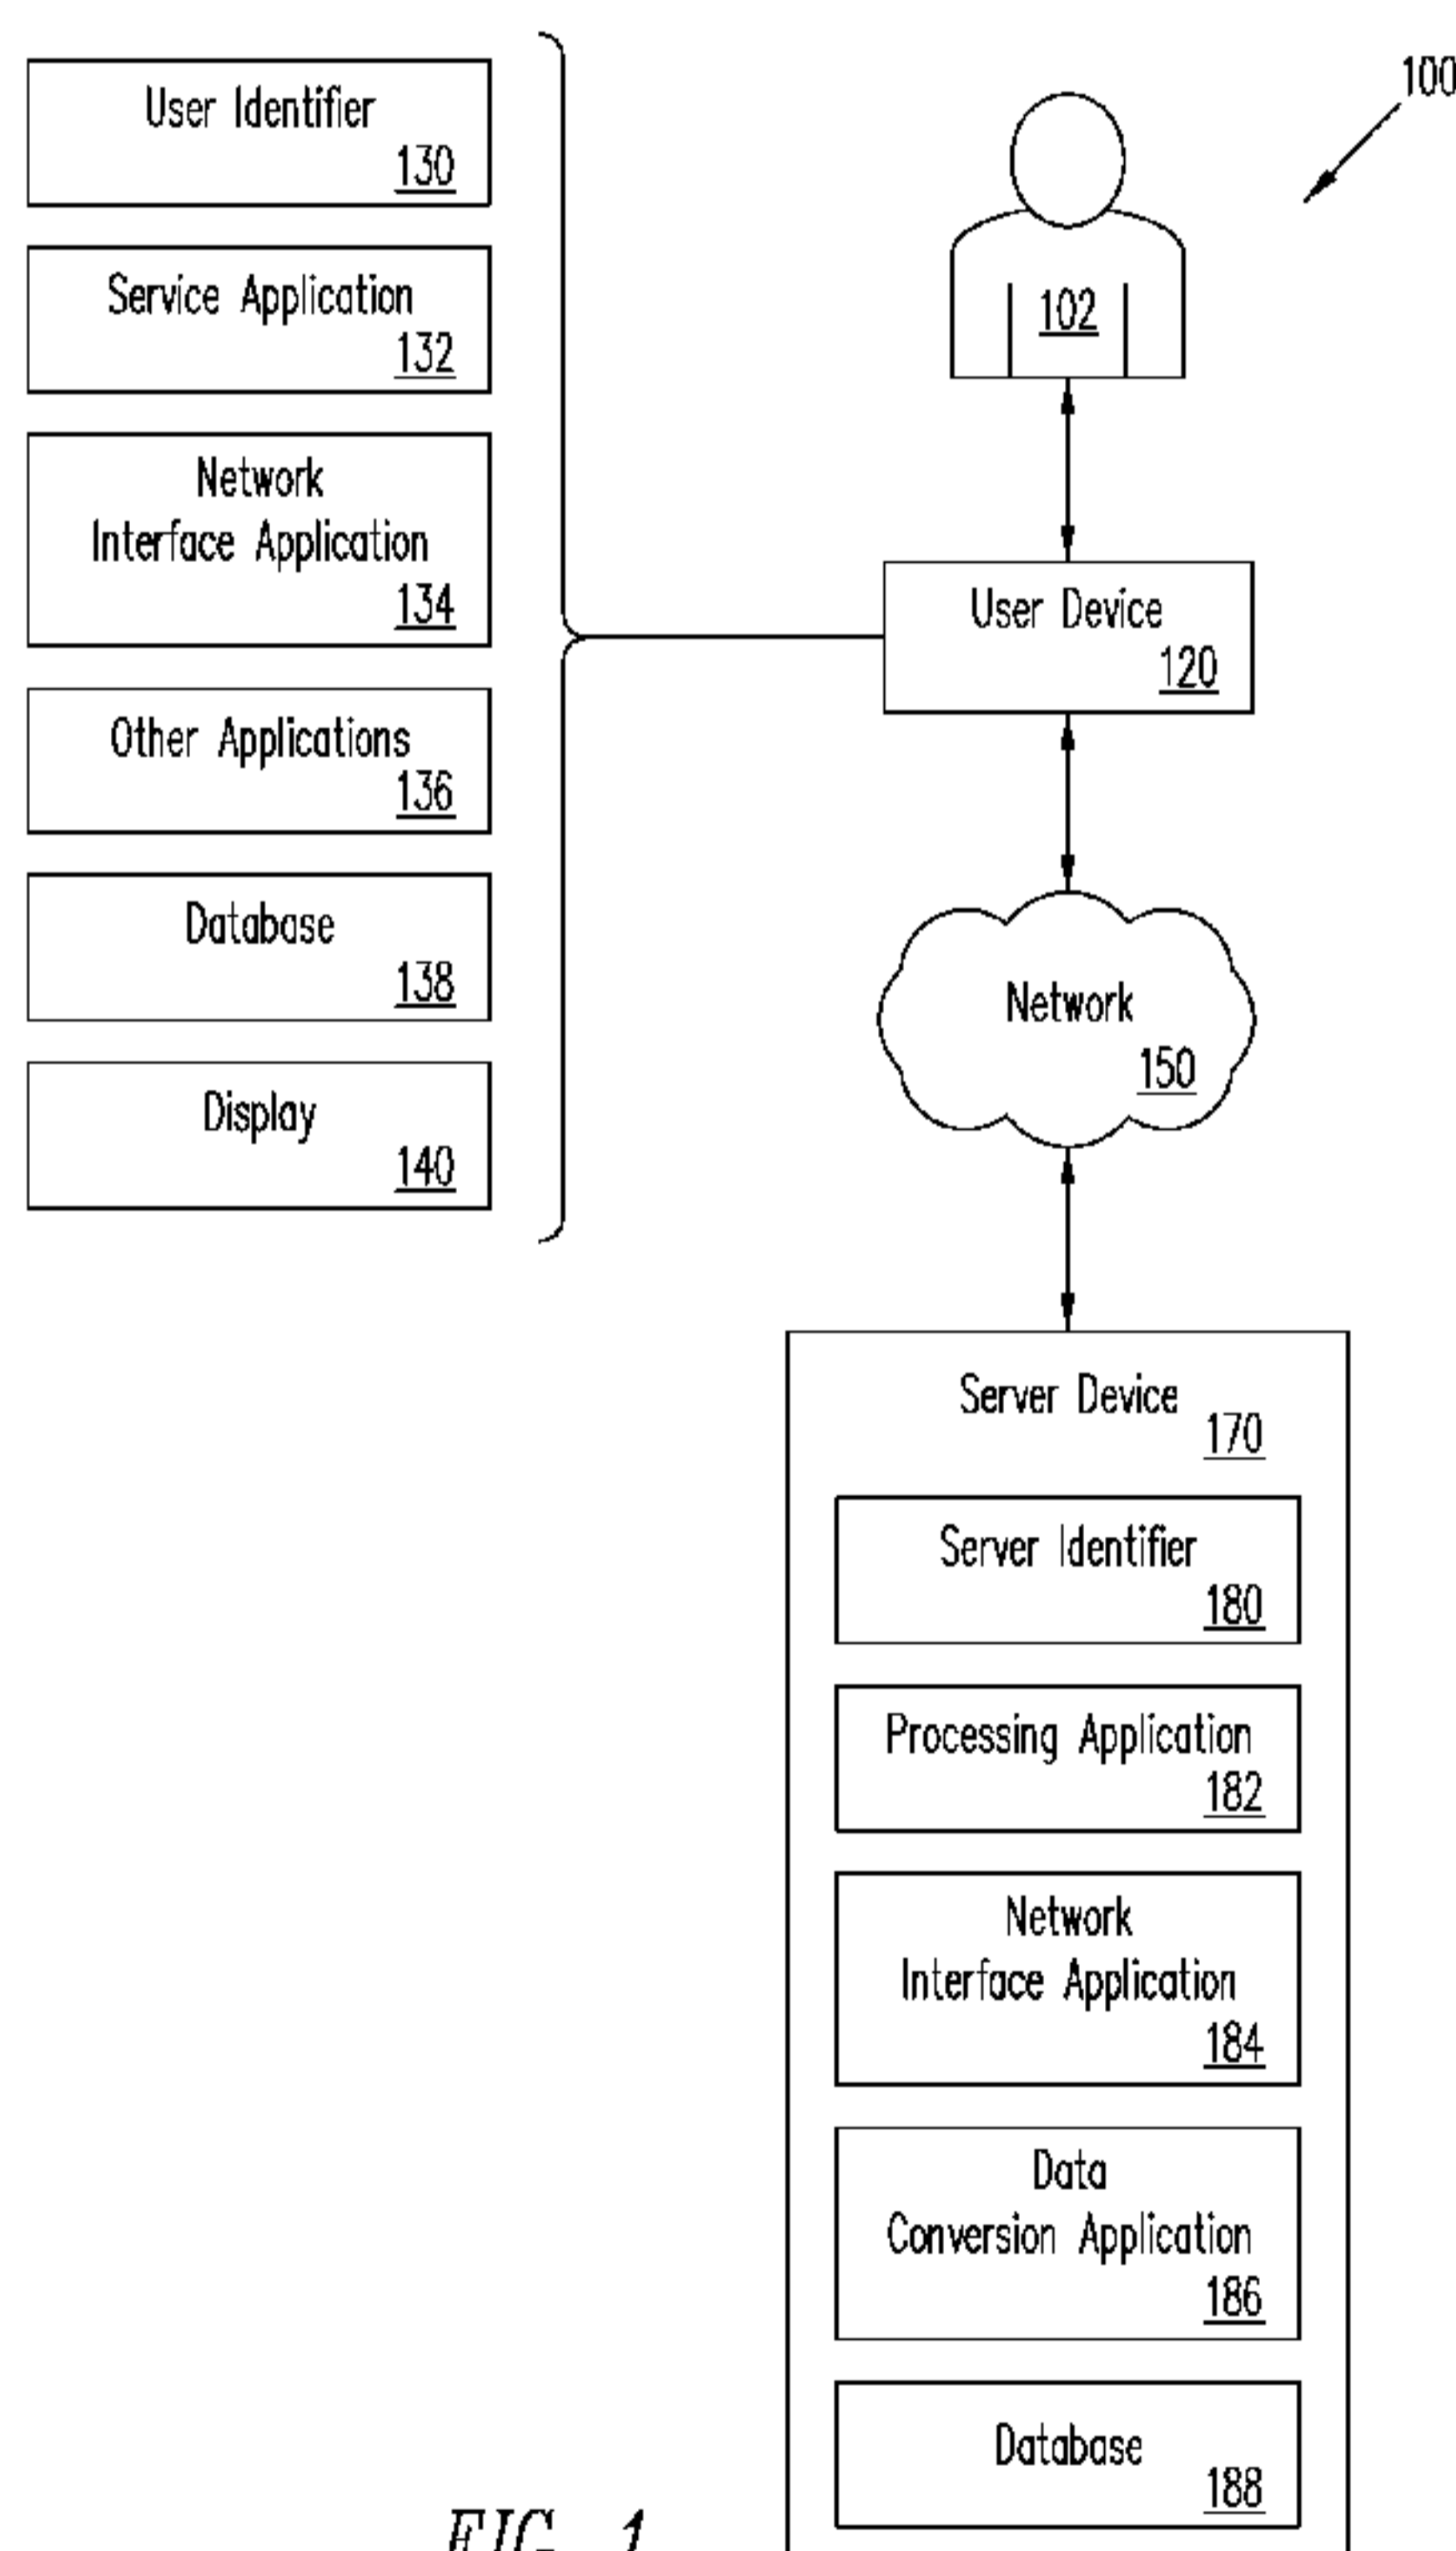 100
User Identifier
130
Service Application
132
Network
Interface Application
134
Other Applications
136
Database
138
Display
140
102
User Device
120
Network
150
Server Device
170
Server Identifier
180
Processing Application
182
Network
Interface Application
184
Data
Conversion Application
186
Database
188
FIG. 1